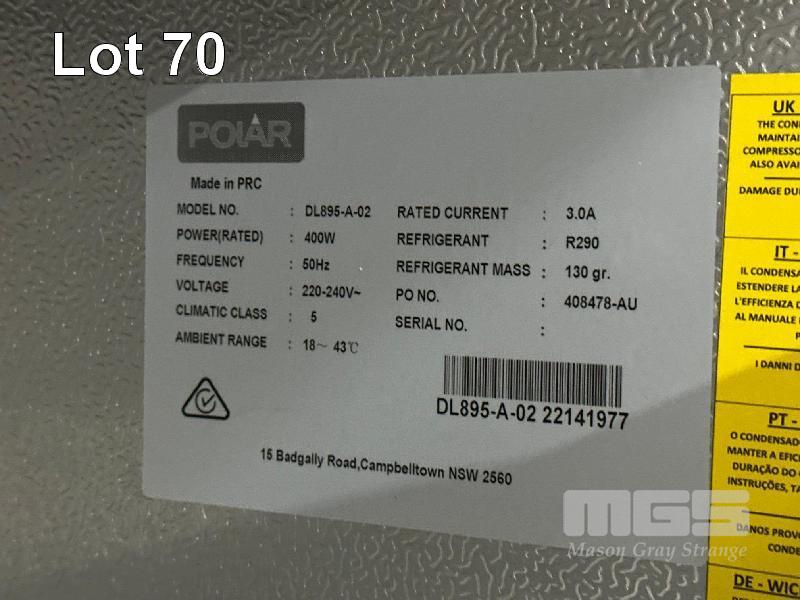 Lot 70
POLAR
Made in PRC
MODEL NO. : DL895-A-02
POWER(RATED) : 400W
FREQUENCY : 50Hz
VOLTAGE : 220-240V~
CLIMATIC CLASS : 5
AMBIENT RANGE : 18~ 43℃
RATED CURRENT : 3.0A
REFRIGERANT : R290
REFRIGERANT MASS : 130 gr.
PO NO. : 408478-AU
SERIAL NO. :
DL895-A-02 22141977
15 Badgally Road,Campbelltown NSW 2560
UK
THE
MAINTAI
COMPRESSO
ALSO AVAI
DAMAGE DU
IT -
IL CONDENSA
ESTENDERE LA
L'EFFICIENZA D
AL MANUALE
I DANNI D
PT -
O CONDENSADO
MANTER A EFIC
DURAÇÃO DO
INSTRUÇÕES, TA
DANOS PROVO
CONDE
DE - WIC
MGS
Mason Gray Strange